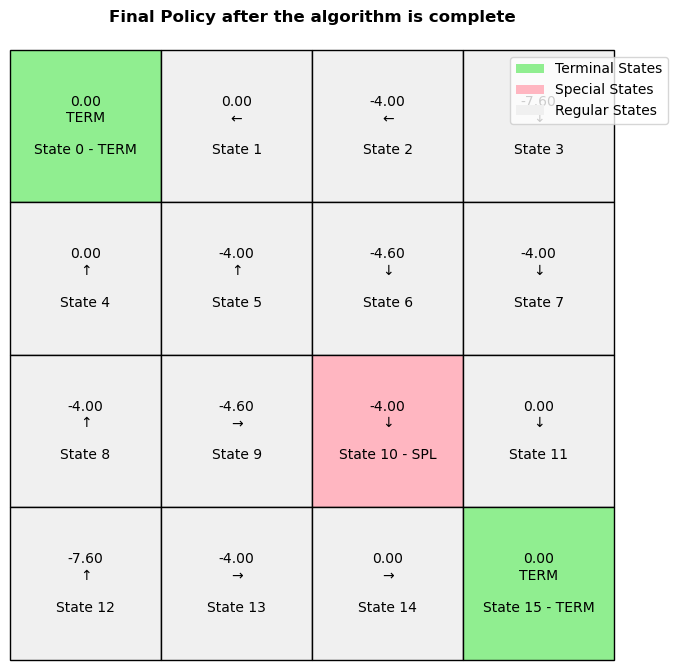 Final Policy after the algorithm is complete
Terminal States
Special States
Regular States
0.00
TERM
State 0 - TERM
0.00
←
State 1
-4.00
←
State 2
-7.60
↓
State 3
0.00
↑
State 4
-4.00
↑
State 5
-4.60
↓
State 6
-4.00
↓
State 7
-4.00
↑
State 8
-4.60
→
State 9
-4.00
↓
State 10 - SPL
0.00
↓
State 11
-7.60
↑
State 12
-4.00
→
State 13
0.00
→
State 14
0.00
TERM
State 15 - TERM